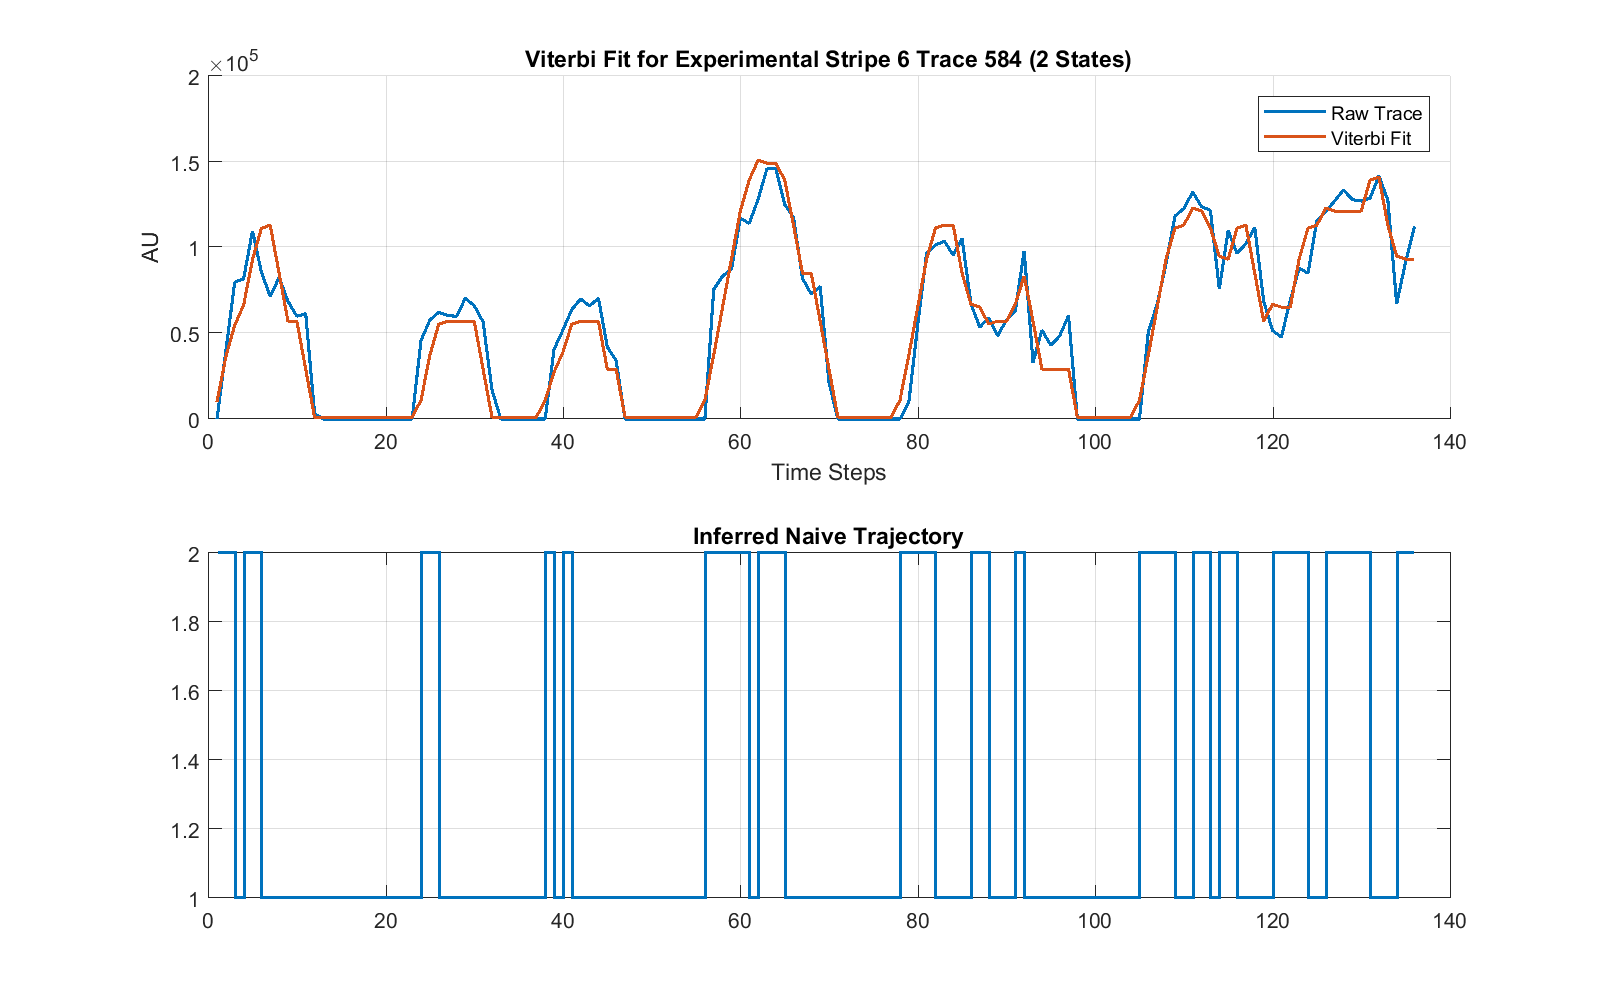 Viterbi Fit for Experimental Stripe 6 Trace 584 (2 States)
×10^5
2
1.5
1
0.5
0
AU
Raw Trace
Viterbi Fit
0 20 40 60 80 100 120 140
Time Steps
Inferred Naive Trajectory
2
1.8
1.6
1.4
1.2
1
0 20 40 60 80 100 120 140